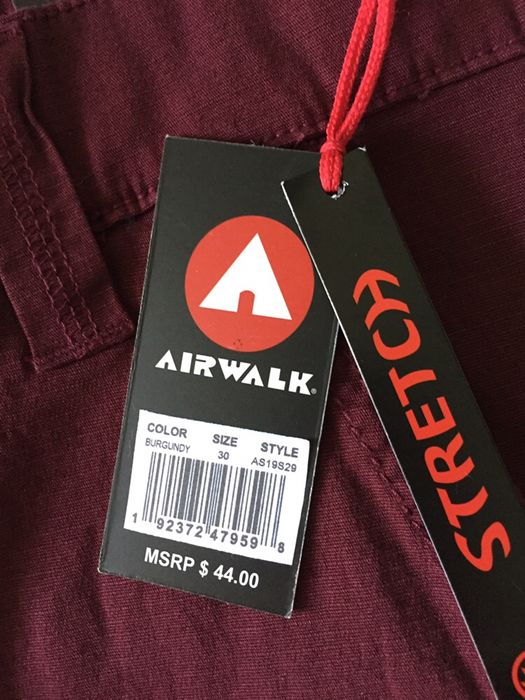 AIRWALK®
COLOR SIZE STYLE
BURGUNDY 30 AS19S29
1 92372 47959 8
MSRP $ 44.00
STRETCH